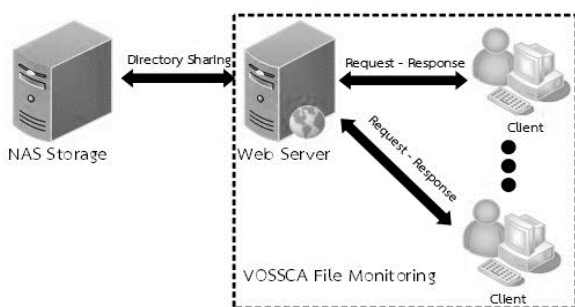 Directory Sharing
Request - Response
Client
NAS Storage
Web Server
Request - Response
VOSSCA File Monitoring
Client